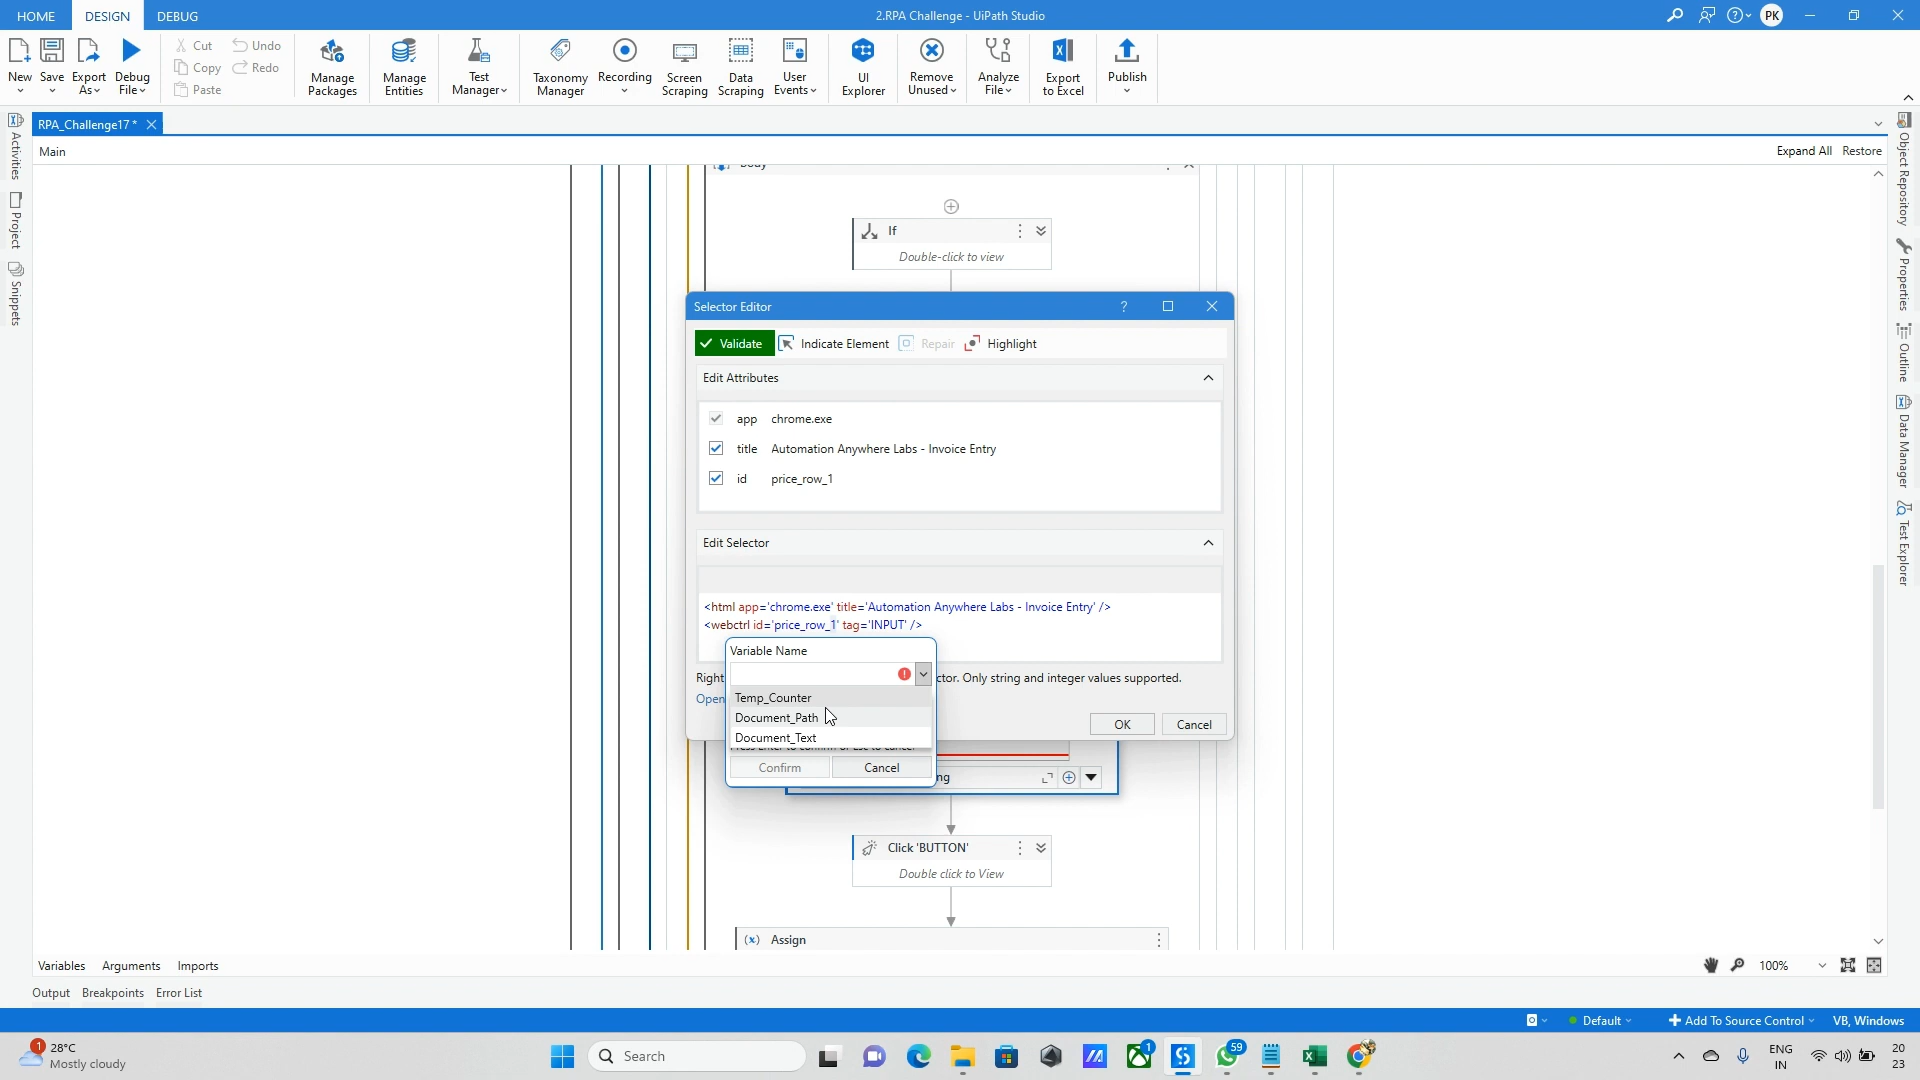 HOME DESIGN DEBUG 2.RPA Challenge - UiPath Studio PK
New Save Export As Debug File Cut Copy Paste Undo Redo Manage Packages Manage Entities Test Manager Taxonomy Manager Recording Screen Scraping Data Scraping User Events UI Explorer Remove Unused Analyze File Export to Excel Publish
RPA_Challenge17 *
Main Expand All Restore
Activities
Project
Snippets
Object Repository
Properties
Outline
Data Manager
Test Explorer
If
Double-click to view
Selector Editor ?
Validate Indicate Element Repair Highlight
Edit Attributes
app chrome.exe
title Automation Anywhere Labs - Invoice Entry
id price_row_1
Edit Selector
<html app='chrome.exe' title='Automation Anywhere Labs - Invoice Entry' />
<webctrl id='price_row_1' tag='INPUT' />
Variable Name
Right ctor. Only string and integer values supported.
Temp_Counter
Open
Document_Path
OK Cancel
Document_Text
Confirm Cancel
ng
Click 'BUTTON'
Double click to View
(x) Assign
Variables Arguments Imports 100%
Output Breakpoints Error List
Default Add To Source Control VB, Windows
1 28°C
Mostly cloudy
Search
1
59
ENG
IN
20
23